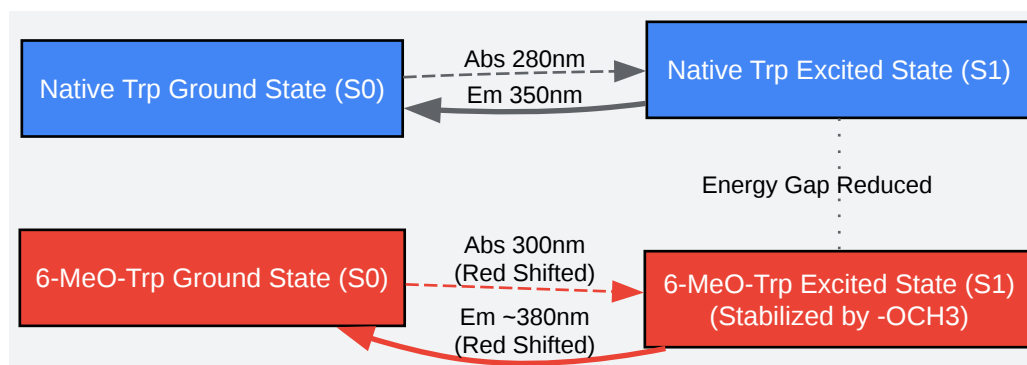 Native Trp Ground State (S0)
Abs 280nm
Em 350nm
Native Trp Excited State (S1)
Energy Gap Reduced
6-MeO-Trp Ground State (S0)
Abs 300nm
(Red Shifted)
Em ~380nm
(Red Shifted)
6-MeO-Trp Excited State (S1)
(Stabilized by -OCH3)